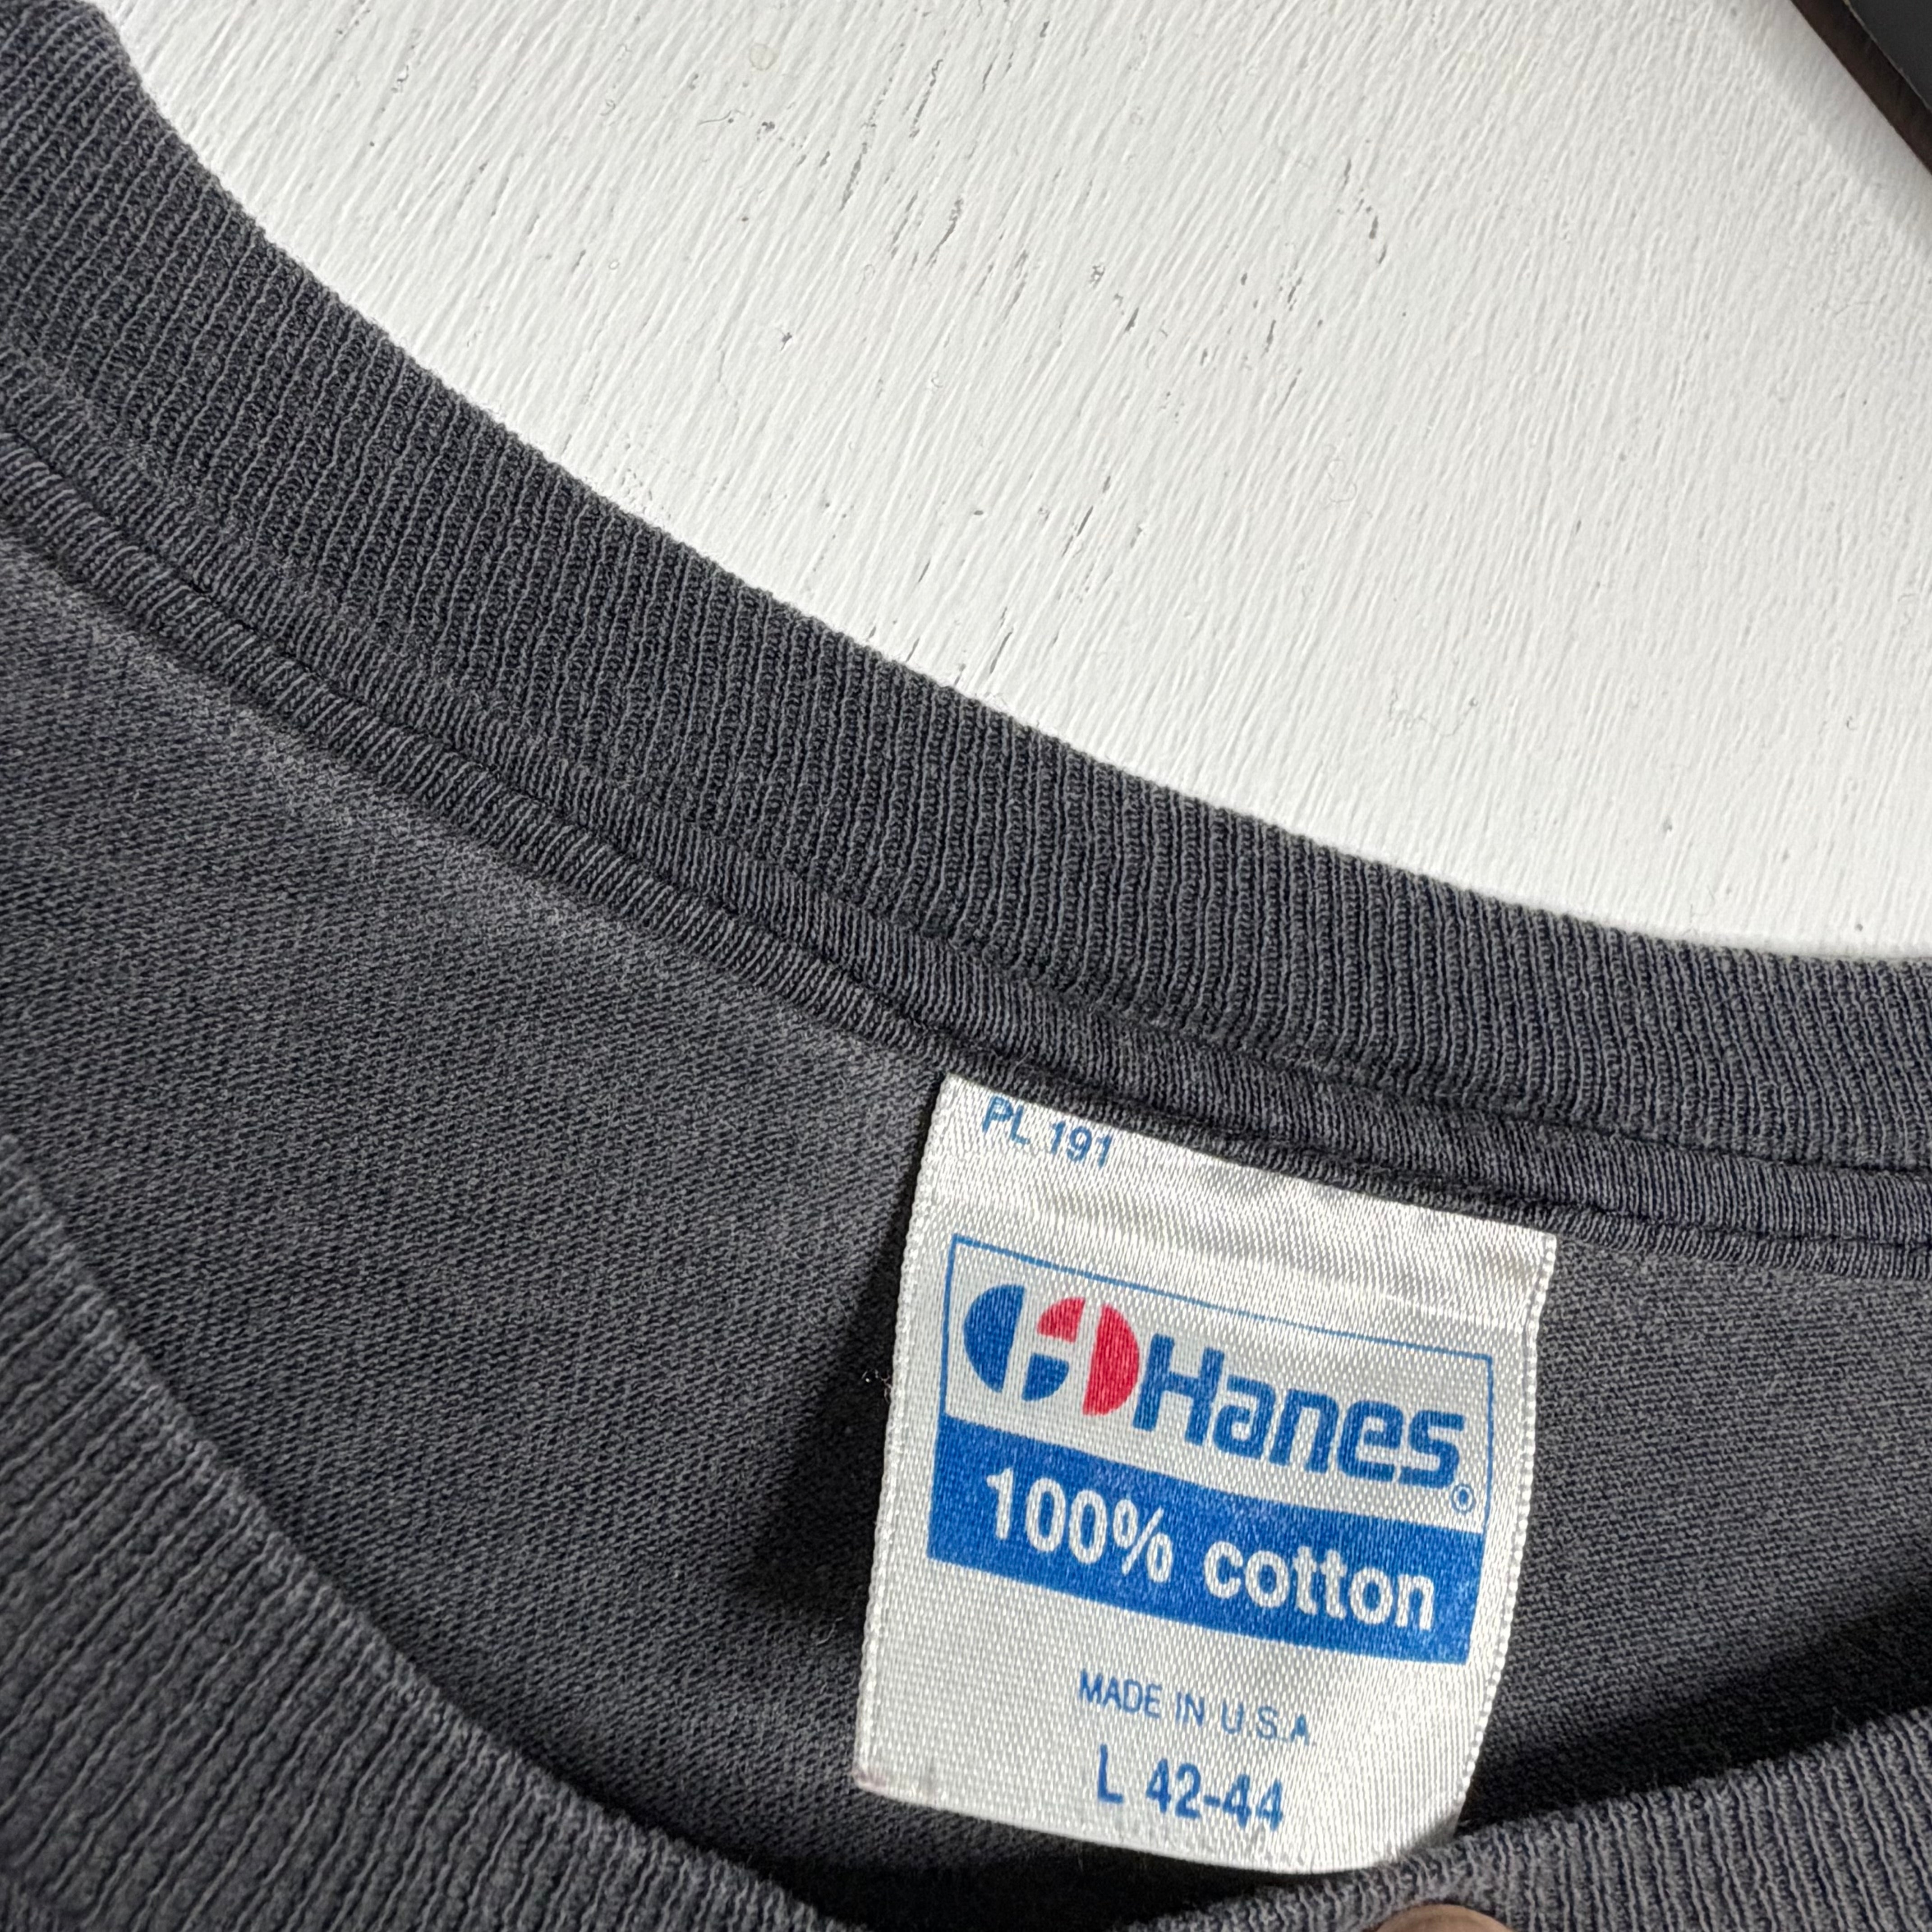 PL 191
Hanes®
100% cotton
MADE IN U.S.A
L 42-44